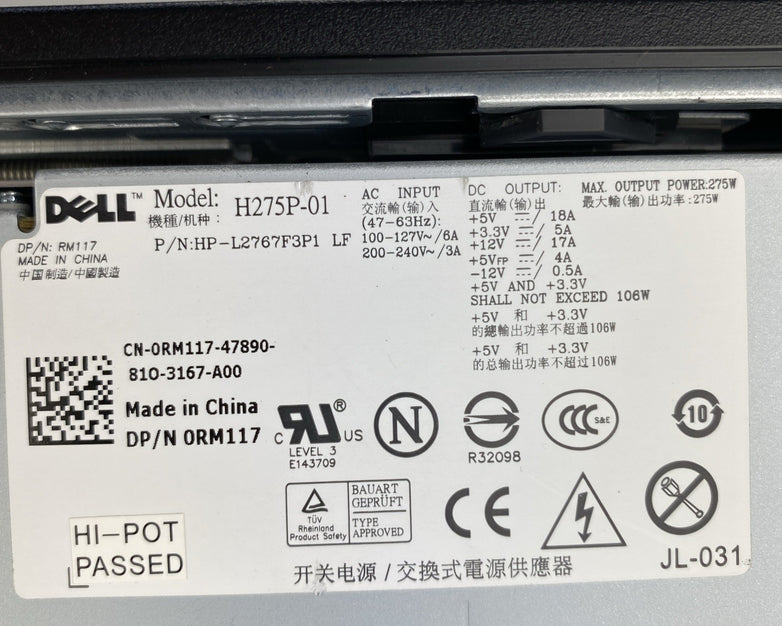 DELL™ Model: H275P-01
機種/机种:
P/N:HP-L2767F3P1 LF
DP/N: RM117
MADE IN CHINA
中国制造/中國製造
AC INPUT
交流輸(输)入
(47-63Hz):
100-127V~/6A
200-240V~/3A
DC OUTPUT:
直流輸(输)出
+5V ⎓/ 18A
+3.3V ⎓/ 5A
+12V ⎓/ 17A
+5VFP ⎓/ 4A
-12V ⎓/ 0.5A
+5V AND +3.3V
SHALL NOT EXCEED 106W
+5V 和 +3.3V
的總輸出功率不超過106W
+5V 和 +3.3V
的总输出功率不超过106W
MAX. OUTPUT POWER:275W
最大輸(输)出功率:275W
CN-0RM117-47890-
810-3167-A00
Made in China
DP/N 0RM117
c RU ® US
LEVEL 3
E143709
N
R32098
CCC S&E
10
TÜV
Rheinland
Product Safety
BAUART
GEPRÜFT
TYPE
APPROVED
CE
HI-POT
PASSED
开关电源/交換式電源供應器
JL-031